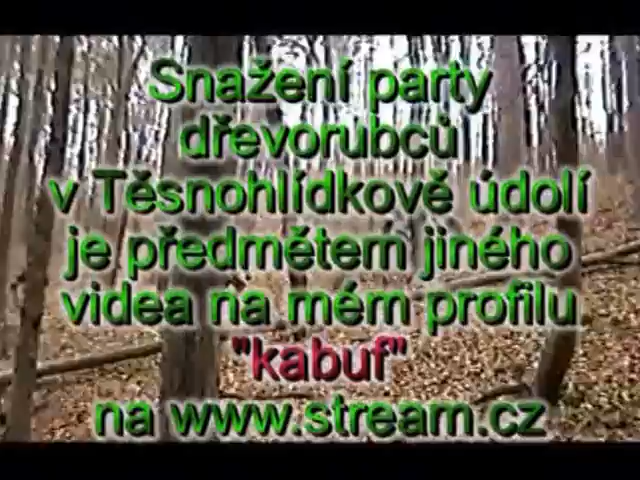 Snažení party
dřevorubců
v Těsnohlídkově údolí
je předmětem jiného
videa na mém profilu
"kabuf"
na www.stream.cz